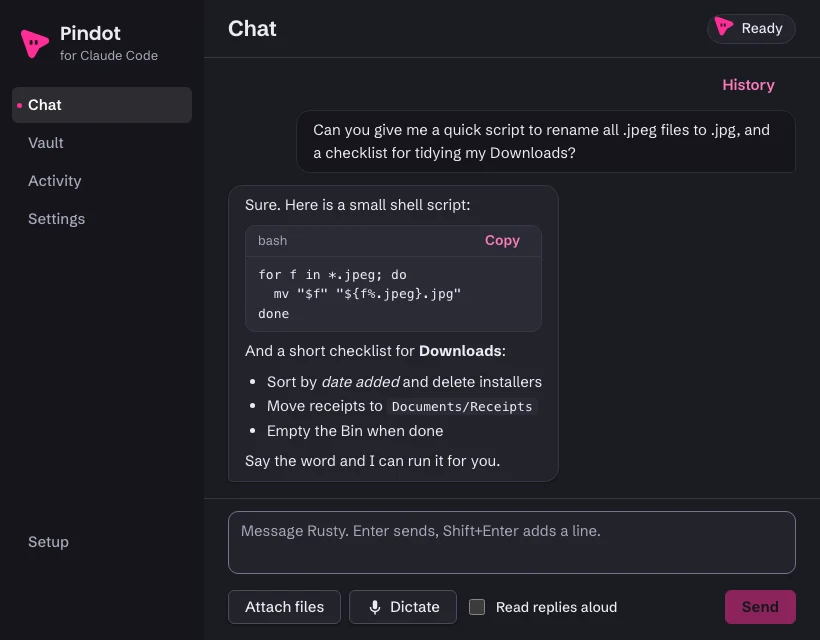 Pindot
for Claude Code
Chat
Vault
Activity
Settings
Setup
Chat
Ready
History
Can you give me a quick script to rename all .jpeg files to .jpg, and
a checklist for tidying my Downloads?
Sure. Here is a small shell script:
bash
Copy
for f in *.jpeg; do
  mv "$f" "${f%.jpeg}.jpg"
done
And a short checklist for Downloads:
• Sort by date added and delete installers
• Move receipts to Documents/Receipts
• Empty the Bin when done
Say the word and I can run it for you.
Message Rusty. Enter sends, Shift+Enter adds a line.
Attach files
Dictate
Read replies aloud
Send